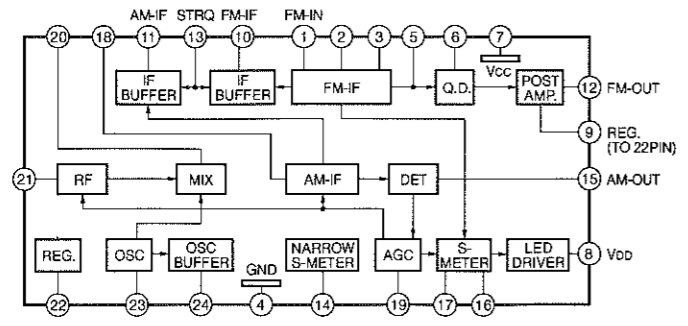 AM-IF STRQ FM-IF FM-IN
20 18 11 13 10 1 2 3 5 6 7
IF BUFFER
IF BUFFER
FM-IF
Q.D.
VCC
POST AMP.
12 FM-OUT
9 REG. (TO 22PIN)
21 RF MIX AM-IF DET 15 AM-OUT
REG.
OSC
OSC BUFFER
GND
NARROW S-METER
AGC
S-METER
LED DRIVER
8 VDD
22 23 24 4 14 19 17 16